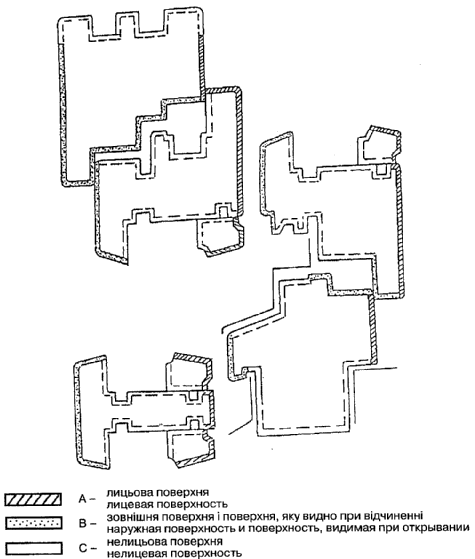 А – лицьова поверхня
лицевая поверхность
В – зовнішня поверхня і поверхня, яку видно при відчиненні
наружная поверхность и поверхность, видимая при открывании
С – нелицьова поверхня
нелицевая поверхность